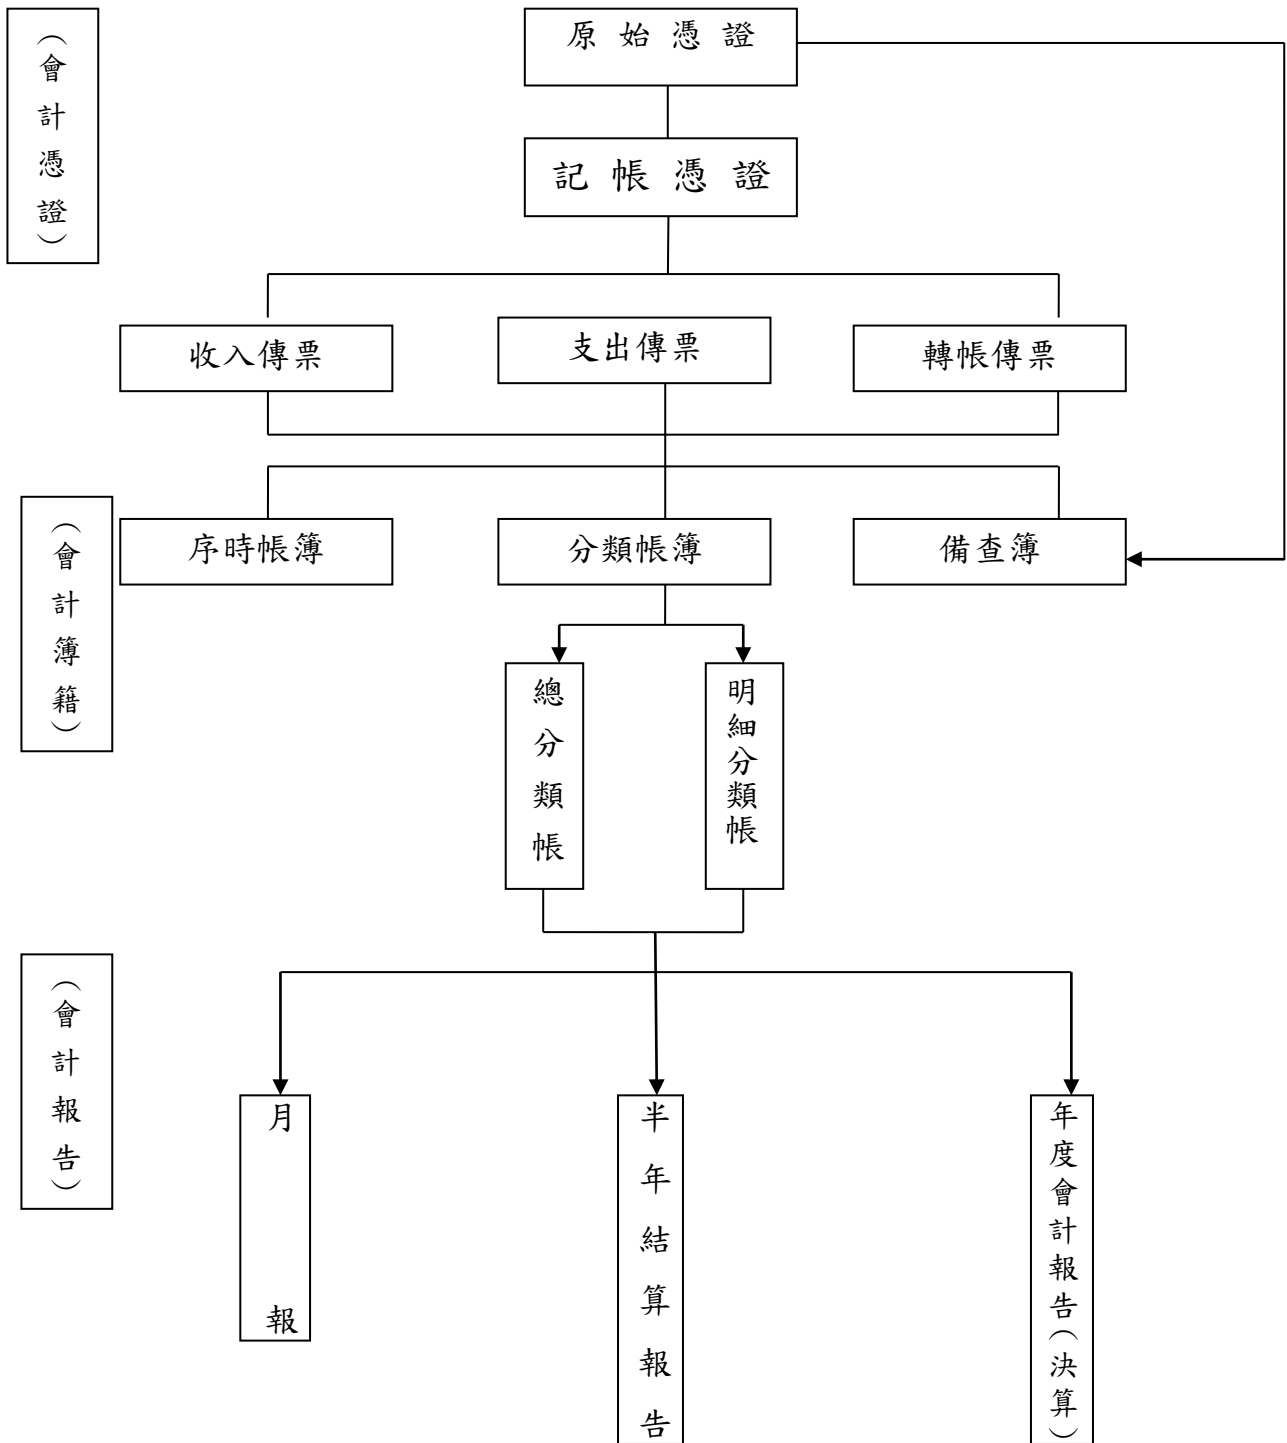 （會計憑證）
原始憑證
記帳憑證
收入傳票
支出傳票
轉帳傳票
（會計簿籍）
序時帳簿
分類帳簿
備查簿
總分類帳
明細分類帳
（會計報告）
月報
半年結算報告
年度會計報告（決算）